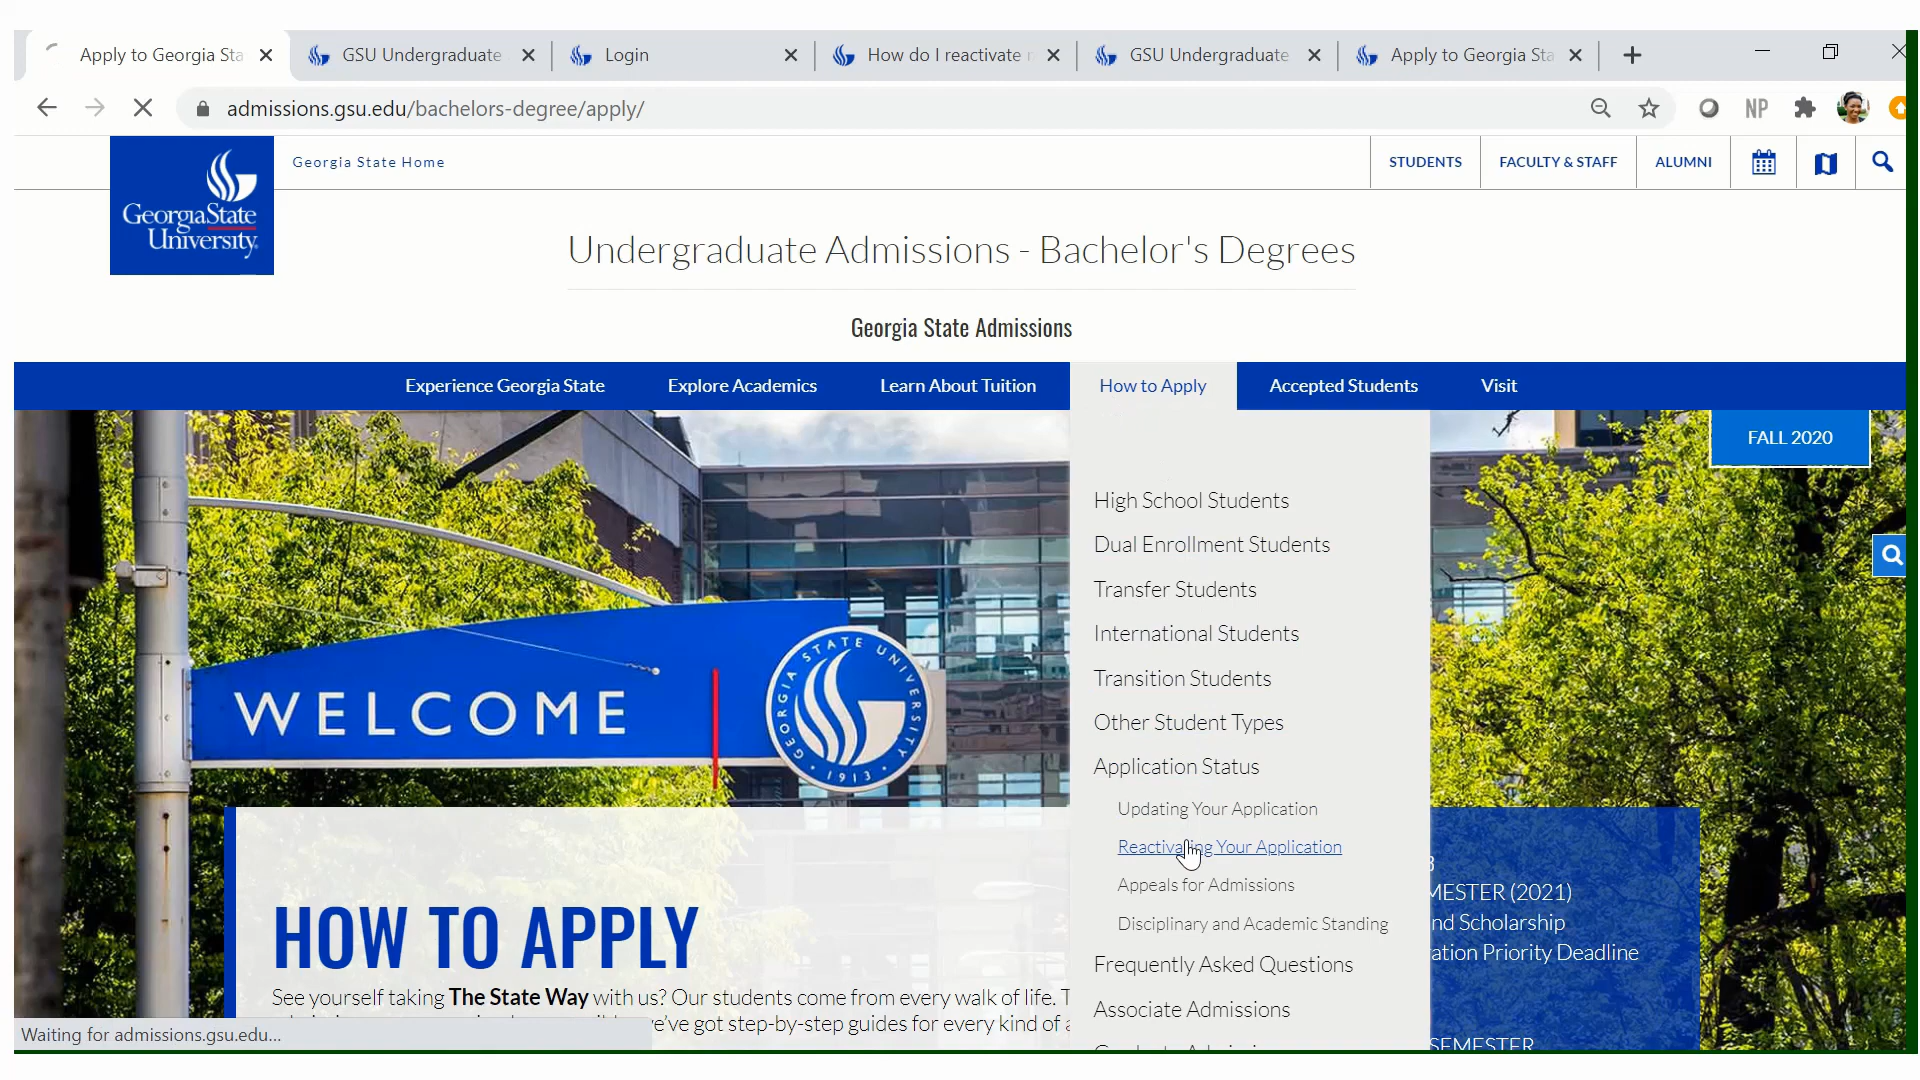 Apply to Georgia Sta
GSU Undergraduate
Login
How do I reactivate
GSU Undergraduate
Apply to Georgia Sta
admissions.gsu.edu/bachelors-degree/apply/
NP
GeorgiaState
University
Georgia State Home
STUDENTS
FACULTY & STAFF
ALUMNI
Undergraduate Admissions - Bachelor's Degrees
Georgia State Admissions
Experience Georgia State
Explore Academics
Learn About Tuition
How to Apply
Accepted Students
Visit
FALL 2020
High School Students
Dual Enrollment Students
Transfer Students
International Students
Transition Students
Other Student Types
Application Status
Updating Your Application
Reactivating Your Application
Appeals for Admissions
Disciplinary and Academic Standing
Frequently Asked Questions
Associate Admissions
WELCOME
GEORGIA STATE UNIVERSITY
1913
HOW TO APPLY
See yourself taking The State Way with us? Our students come from every walk of life. T
e've got step-by-step guides for every kind of a
MESTER (2021)
nd Scholarship
ation Priority Deadline
SEMESTER
Waiting for admissions.gsu.edu...